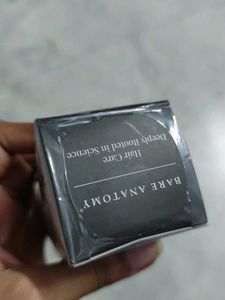 BARE ANATOMY
Hair Care
Deeply Rooted in Science